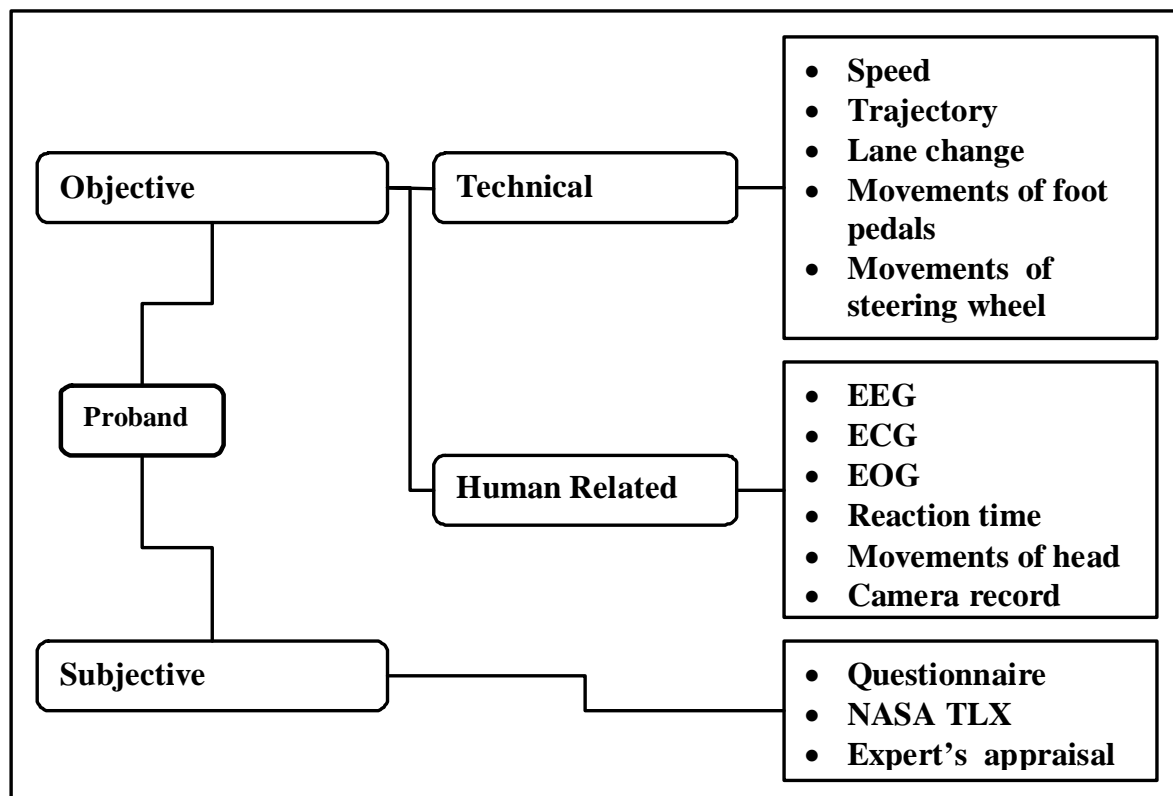 Objective
Technical
• Speed
• Trajectory
• Lane change
• Movements of foot
pedals
• Movements of
steering wheel
Proband
Human Related
• EEG
• ECG
• EOG
• Reaction time
• Movements of head
• Camera record
Subjective
• Questionnaire
• NASA TLX
• Expert’s appraisal